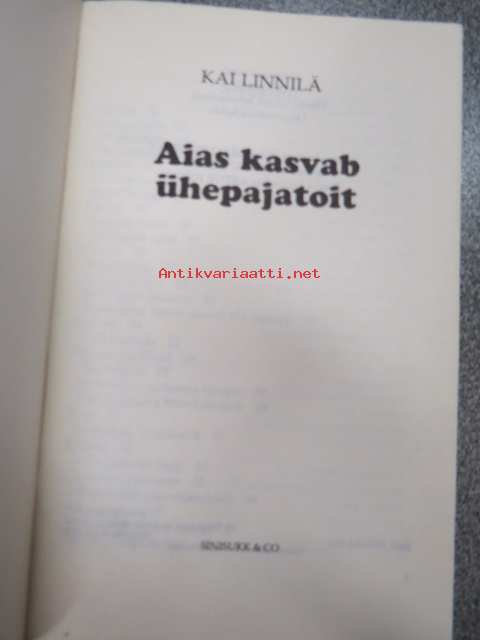 KAI LINNILÄ
Aias kasvab
ühepajatoit
Antikvariaatti.net
SINISUKK & CO